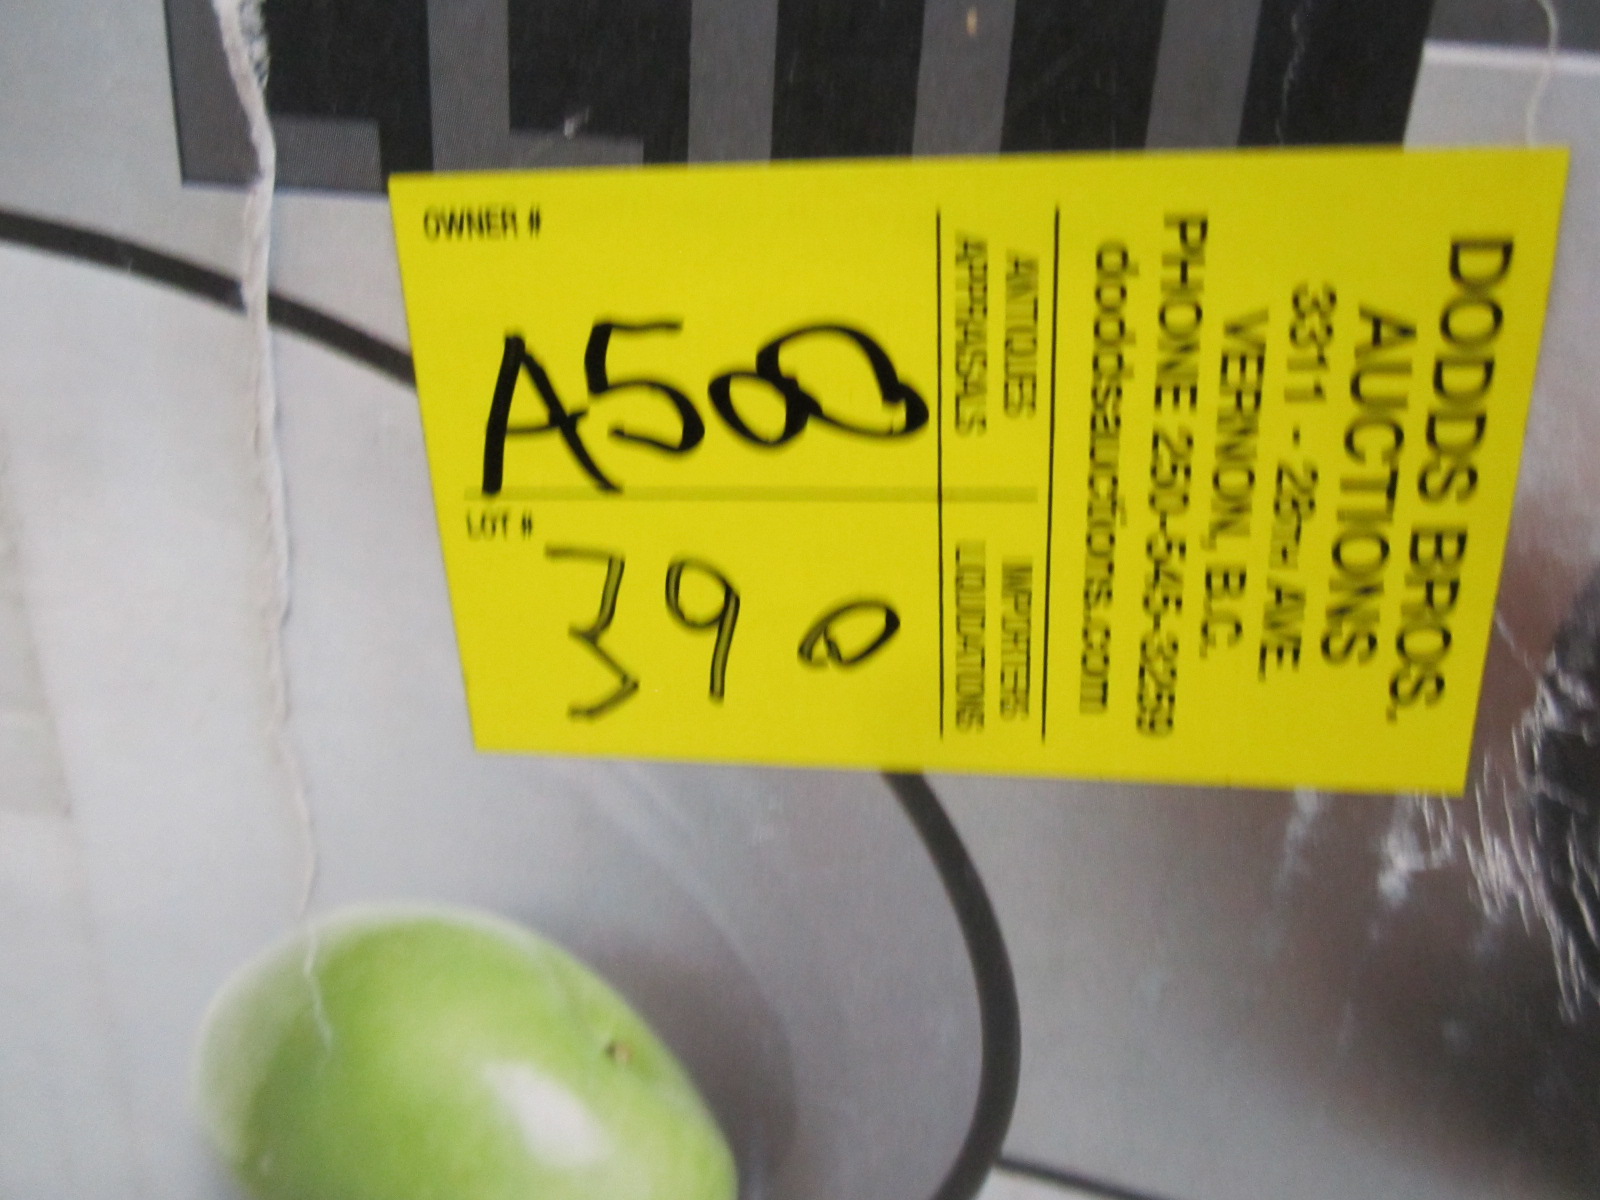 DODDS BROS.
AUCTIONS
3311 - 28TH AVE.
VERNON, B.C.
PHONE 250-545-3259
doddsauctions.com
ANTIQUES
APPRAISALS
IMPORTERS
LIQUIDATIONS
OWNER #
A500
LOT #
390